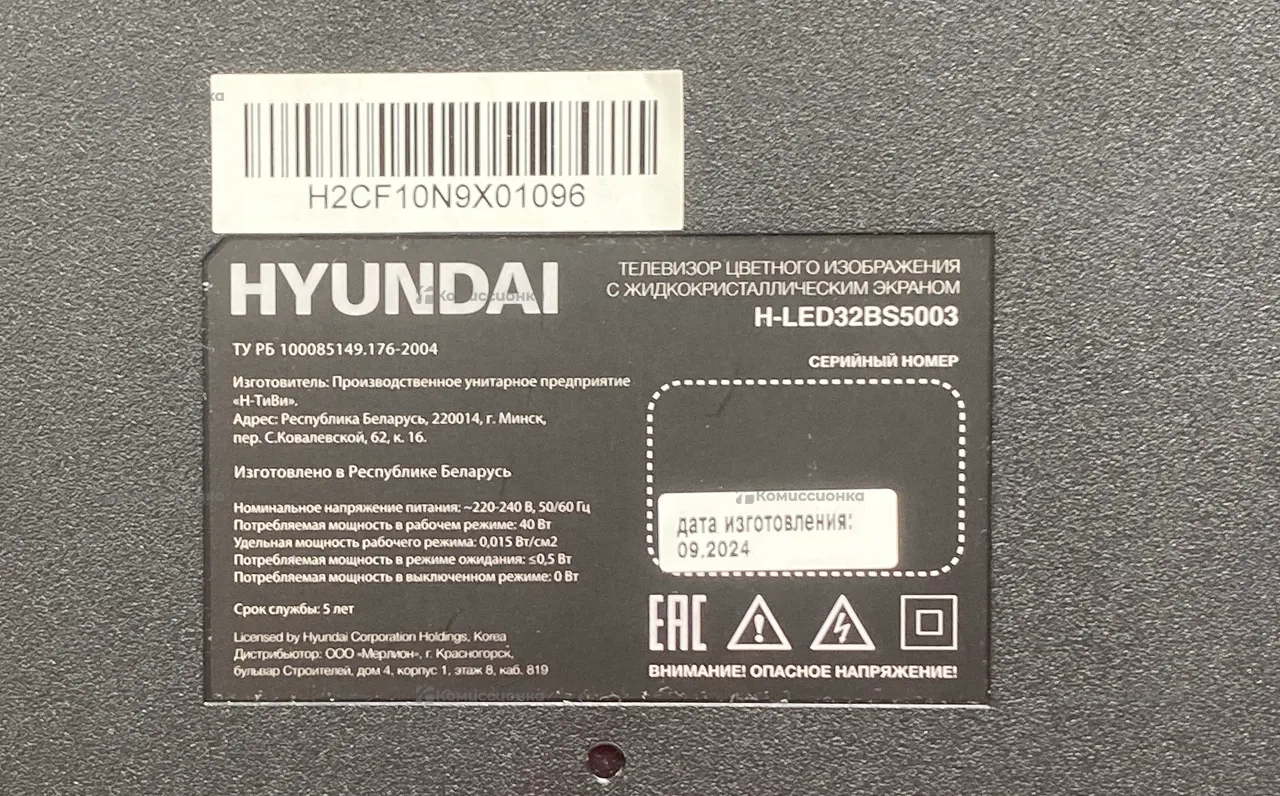 H2CF10N9X01096
HYUNDAI
ТЕЛЕВИЗОР ЦВЕТНОГО ИЗОБРАЖЕНИЯ
С ЖИДКОКРИСТАЛЛИЧЕСКИМ ЭКРАНОМ
H-LED32BS5003
ТУ РБ 100085149.176-2004
СЕРИЙНЫЙ НОМЕР
Изготовитель: Производственное унитарное предприятие
«Н-ТиВи».
Адрес: Республика Беларусь, 220014, г. Минск,
пер. С.Ковалевской, 62, к. 16.
Изготовлено в Республике Беларусь
Номинальное напряжение питания: ~220-240 В, 50/60 Гц
Потребляемая мощность в рабочем режиме: 40 Вт
Удельная мощность рабочего режима: 0,015 Вт/см2
Потребляемая мощность в режиме ожидания: ≤0,5 Вт
Потребляемая мощность в выключенном режиме: 0 Вт
Срок службы: 5 лет
Licensed by Hyundai Corporation Holdings, Korea
Дистрибьютор: ООО «Мерлион», г. Красногорск,
бульвар Строителей, дом 4, корпус 1, этаж 8, каб. 819
Комиссионка
дата изготовления:
09.2024
EAC
ВНИМАНИЕ! ОПАСНОЕ НАПРЯЖЕНИЕ!
Комиссионка
Комиссионка